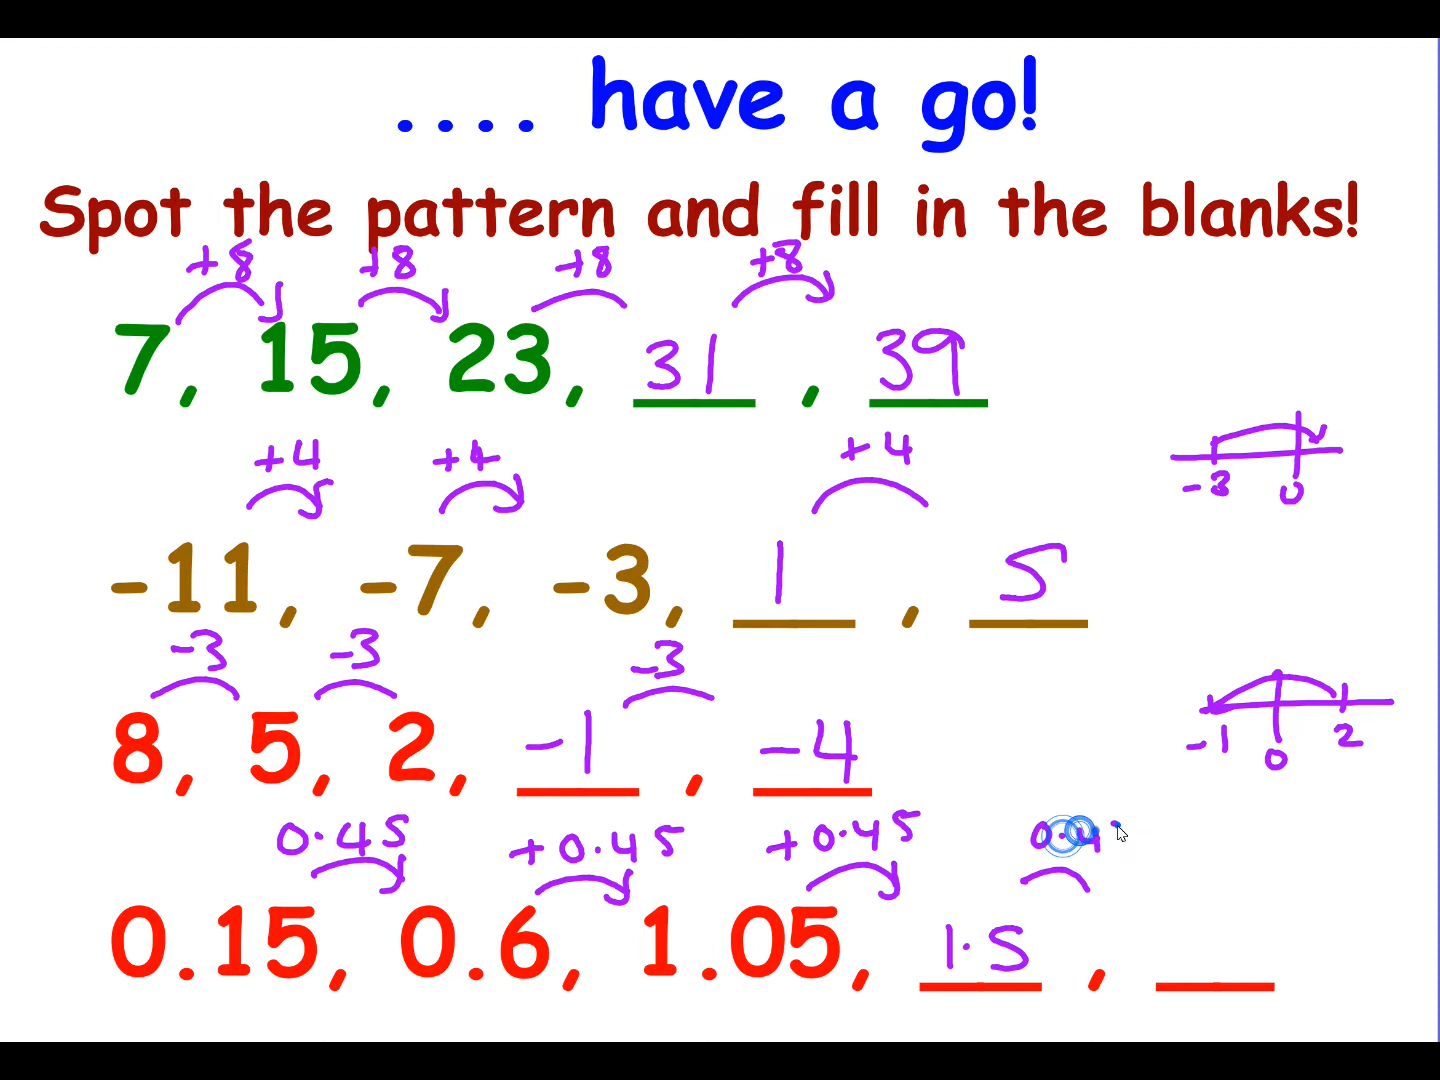 .... have a go!
Spot the pattern and fill in the blanks!
+8 +8 +8 +8
7, 15, 23, 31, 39
+4 +4 +4
-3 0
-11, -7, -3, 1, 5
-3 -3 -3
8, 5, 2, -1, -4
-1 0 2
0.45 +0.45 +0.45 0.4
0.15, 0.6, 1.05, 1.5, ___